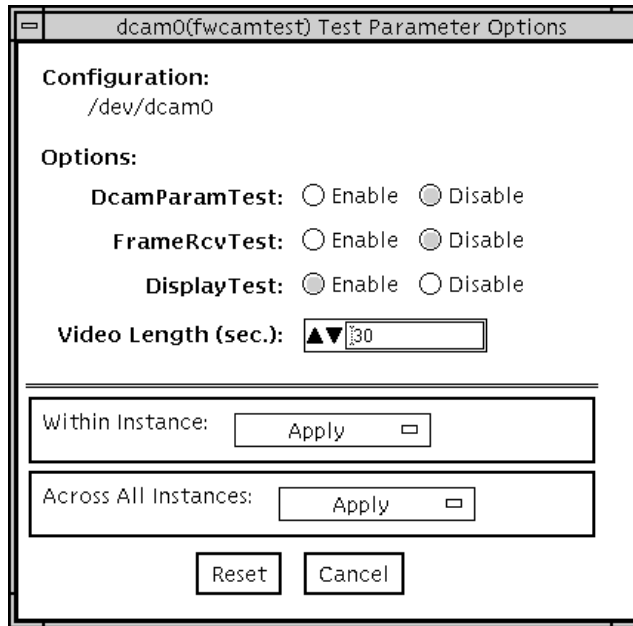 dcam0(fwcamtest) Test Parameter Options
Configuration:
/dev/dcam0
Options:
DcamParamTest: Enable Disable
FrameRcvTest: Enable Disable
DisplayTest: Enable Disable
Video Length (sec.): 30
Within Instance: Apply
Across All Instances: Apply
Reset Cancel